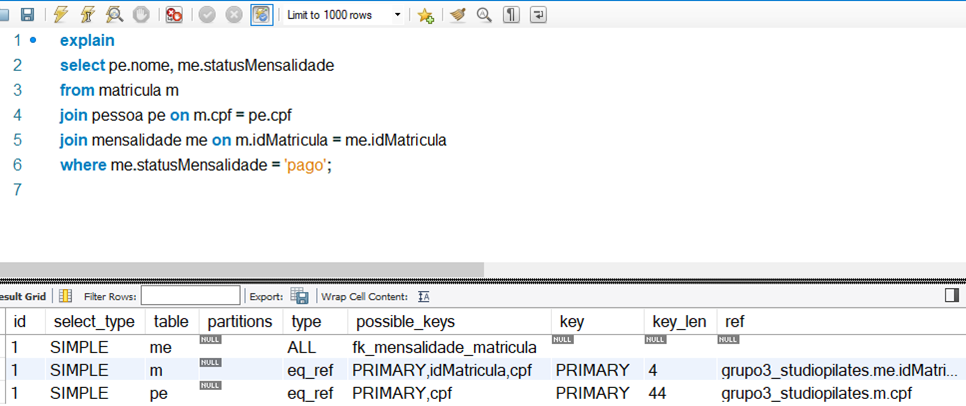 Limit to 1000 rows
1 explain
2 select pe.nome, me.statusMensalidade
3 from matricula m
4 join pessoa pe on m.cpf = pe.cpf
5 join mensalidade me on m.idMatricula = me.idMatricula
6 where me.statusMensalidade = 'pago';
7
esult Grid Filter Rows: Export: Wrap Cell Content:
id select_type table partitions type possible_keys key key_len ref
1 SIMPLE me NULL ALL fk_mensalidade_matricula NULL NULL NULL
1 SIMPLE m NULL eq_ref PRIMARY,idMatricula,cpf PRIMARY 4 grupo3_studiopilates.me.idMatri...
1 SIMPLE pe NULL eq_ref PRIMARY,cpf PRIMARY 44 grupo3_studiopilates.m.cpf